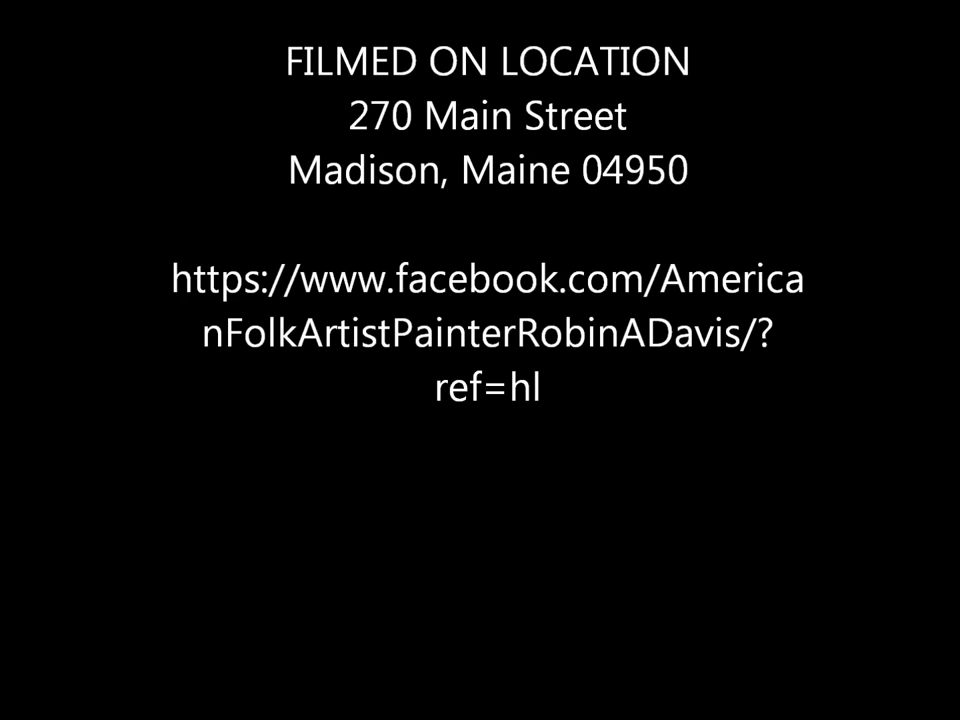 FILMED ON LOCATION
270 Main Street
Madison, Maine 04950
https://www.facebook.com/America
nFolkArtistPainterRobinADavis/?
ref=hl